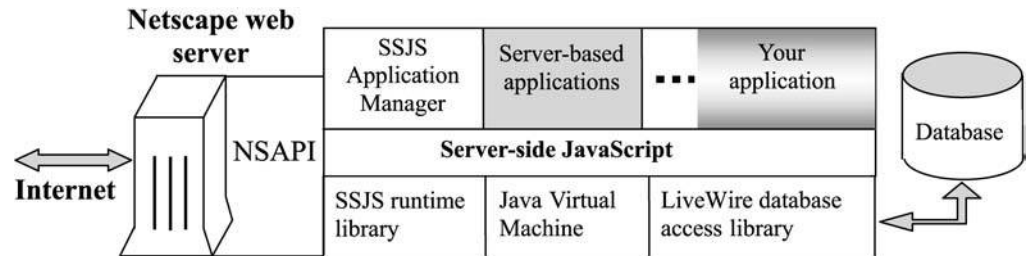 Netscape web
server
SSJS
Application
Manager
Server-based
applications
Your
application
Database
NSAPI
Server-side JavaScript
Internet
SSJS runtime
library
Java Virtual
Machine
LiveWire database
access library